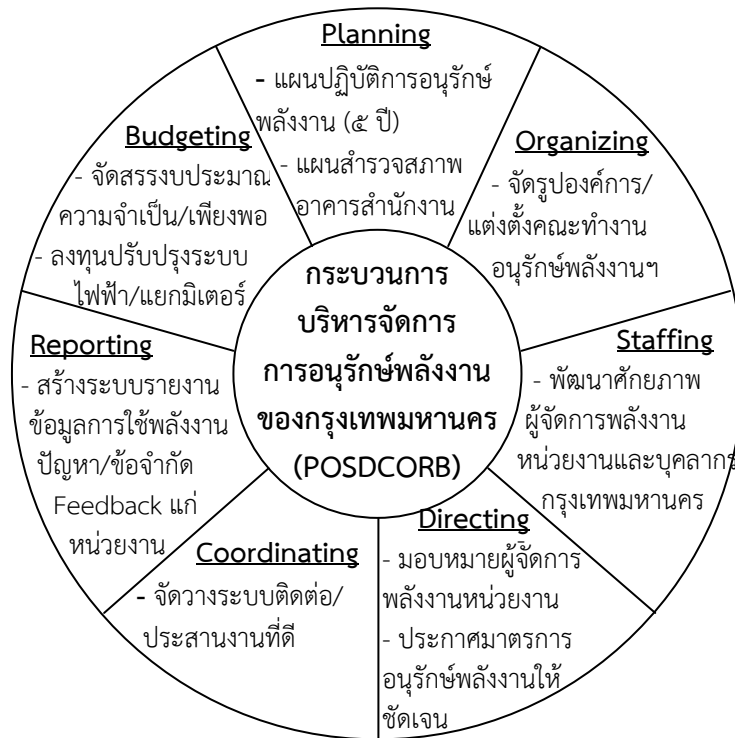 Planning
- แผนปฏิบัติการอนุรักษ์
พลังงาน (๕ ปี)
- แผนสำรวจสภาพ
อาคารสำนักงาน
Organizing
- จัดรูปองค์การ/
แต่งตั้งคณะทำงาน
อนุรักษ์พลังงานฯ
Staffing
- พัฒนาศักยภาพ
ผู้จัดการพลังงาน
หน่วยงานและบุคลากร
กรุงเทพมหานคร
Directing
- มอบหมายผู้จัดการ
พลังงานหน่วยงาน
- ประกาศมาตรการ
อนุรักษ์พลังงานให้
ชัดเจน
Coordinating
- จัดวางระบบติดต่อ/
ประสานงานที่ดี
Reporting
- สร้างระบบรายงาน
ข้อมูลการใช้พลังงาน
ปัญหา/ข้อจำกัด
Feedback แก่
หน่วยงาน
Budgeting
- จัดสรรงบประมาณ
ความจำเป็น/เพียงพอ
- ลงทุนปรับปรุงระบบ
ไฟฟ้า/แยกมิเตอร์
กระบวนการ
บริหารจัดการ
การอนุรักษ์พลังงาน
ของกรุงเทพมหานคร
(POSDCORB)